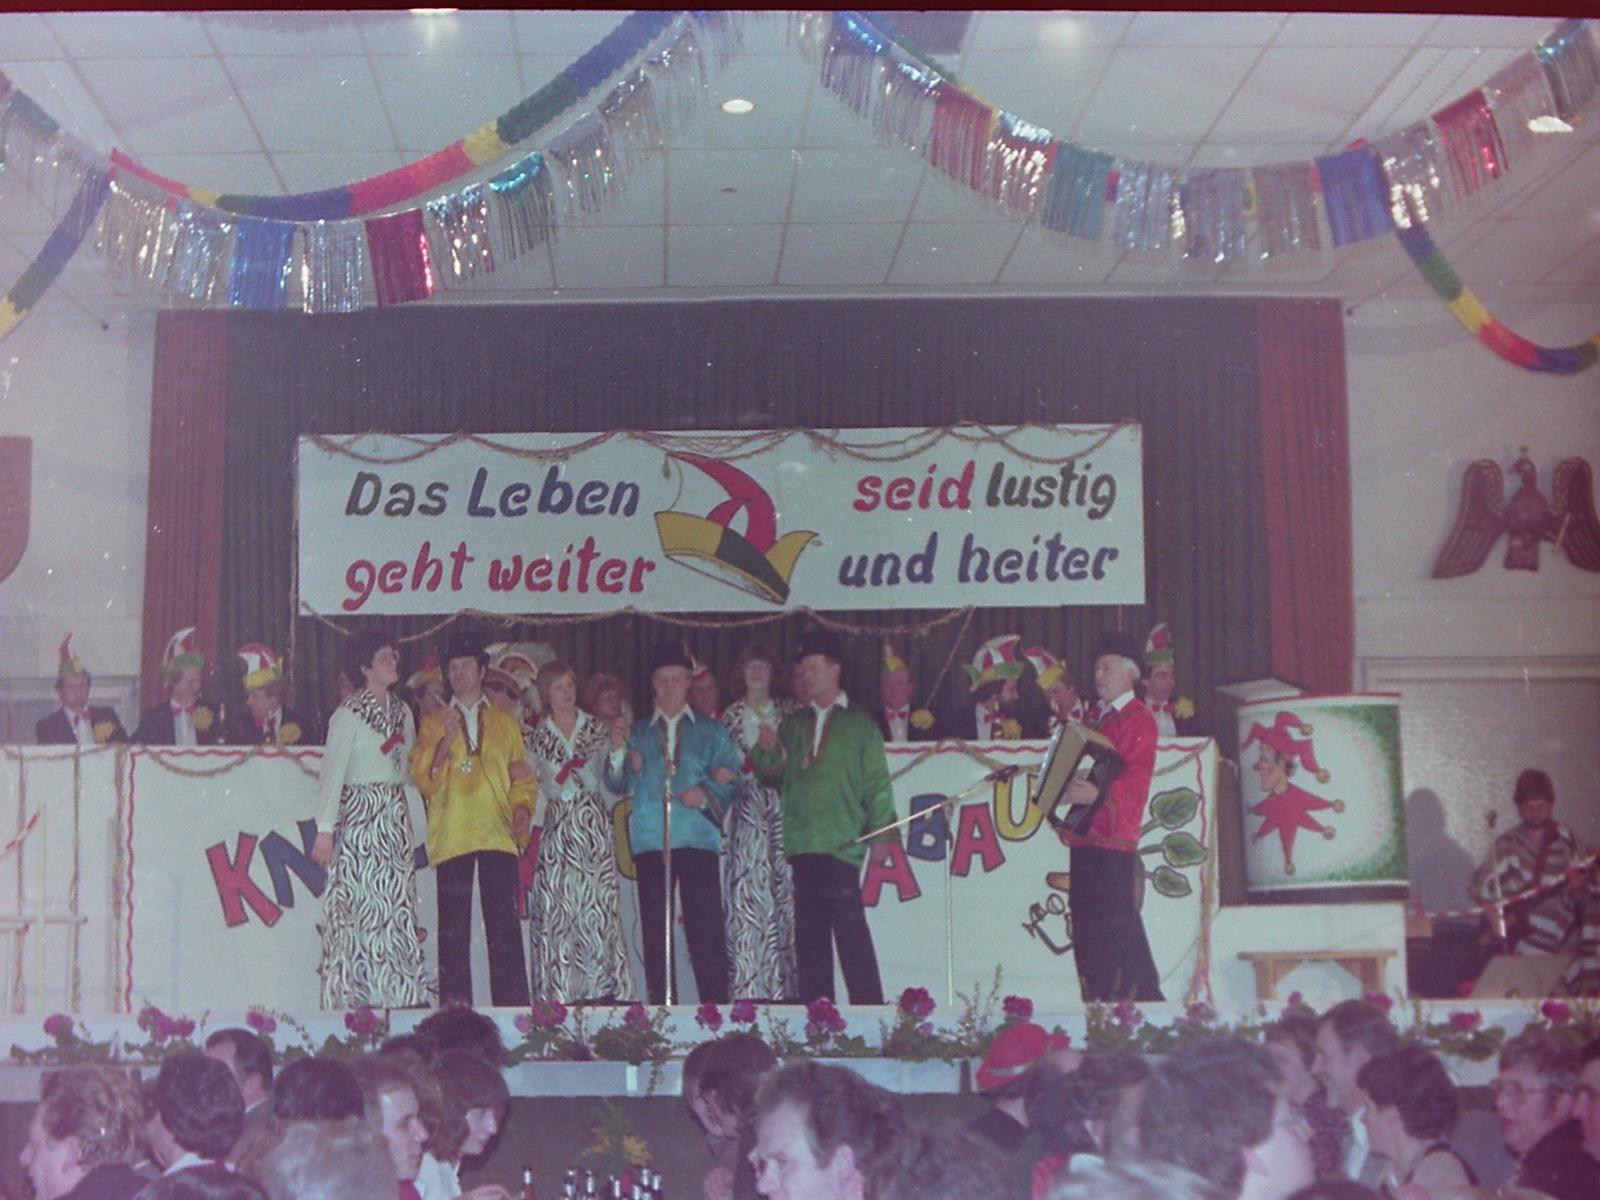 Das Leben
geht weiter
seid lustig
und heiter